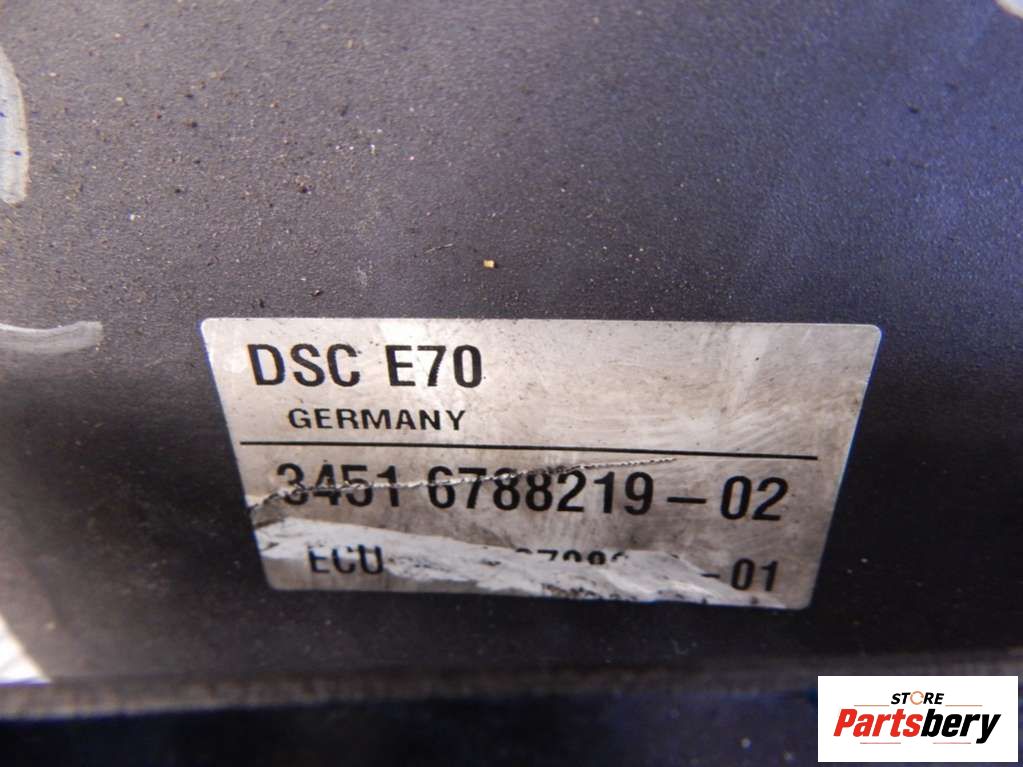 DSC E70
GERMANY
3451 6788219-02
ECU -01
STORE
Partsbery